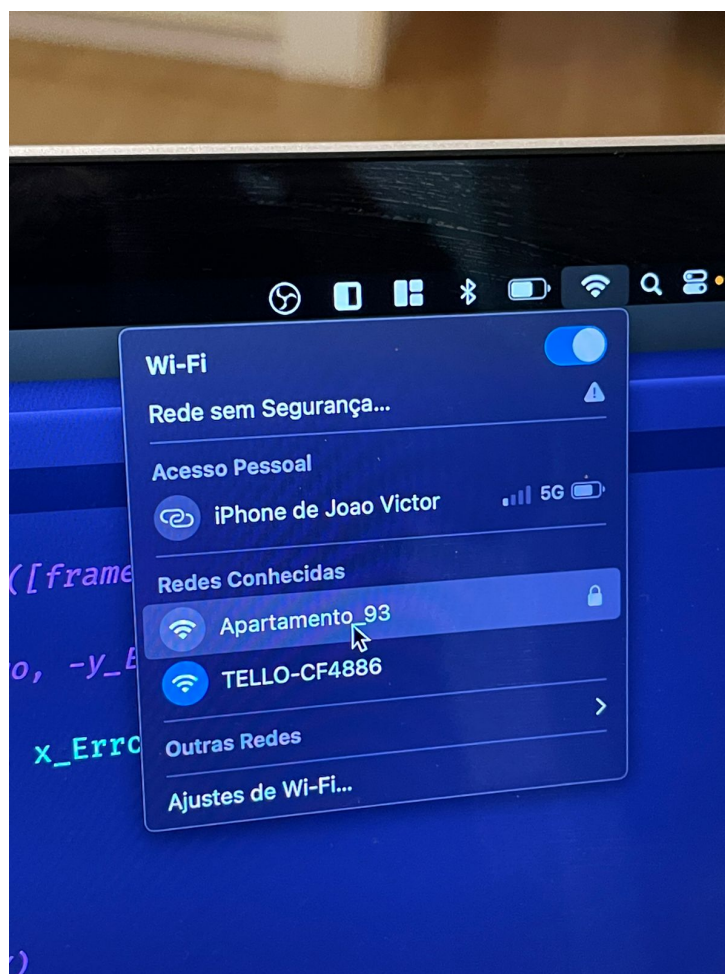 Wi-Fi
Rede sem Segurança...
Acesso Pessoal
iPhone de Joao Victor 5G
([frame
Redes Conhecidas
Apartamento_93
o, -y_E
TELLO-CF4886
x_Erro
Outras Redes
Ajustes de Wi-Fi...
)